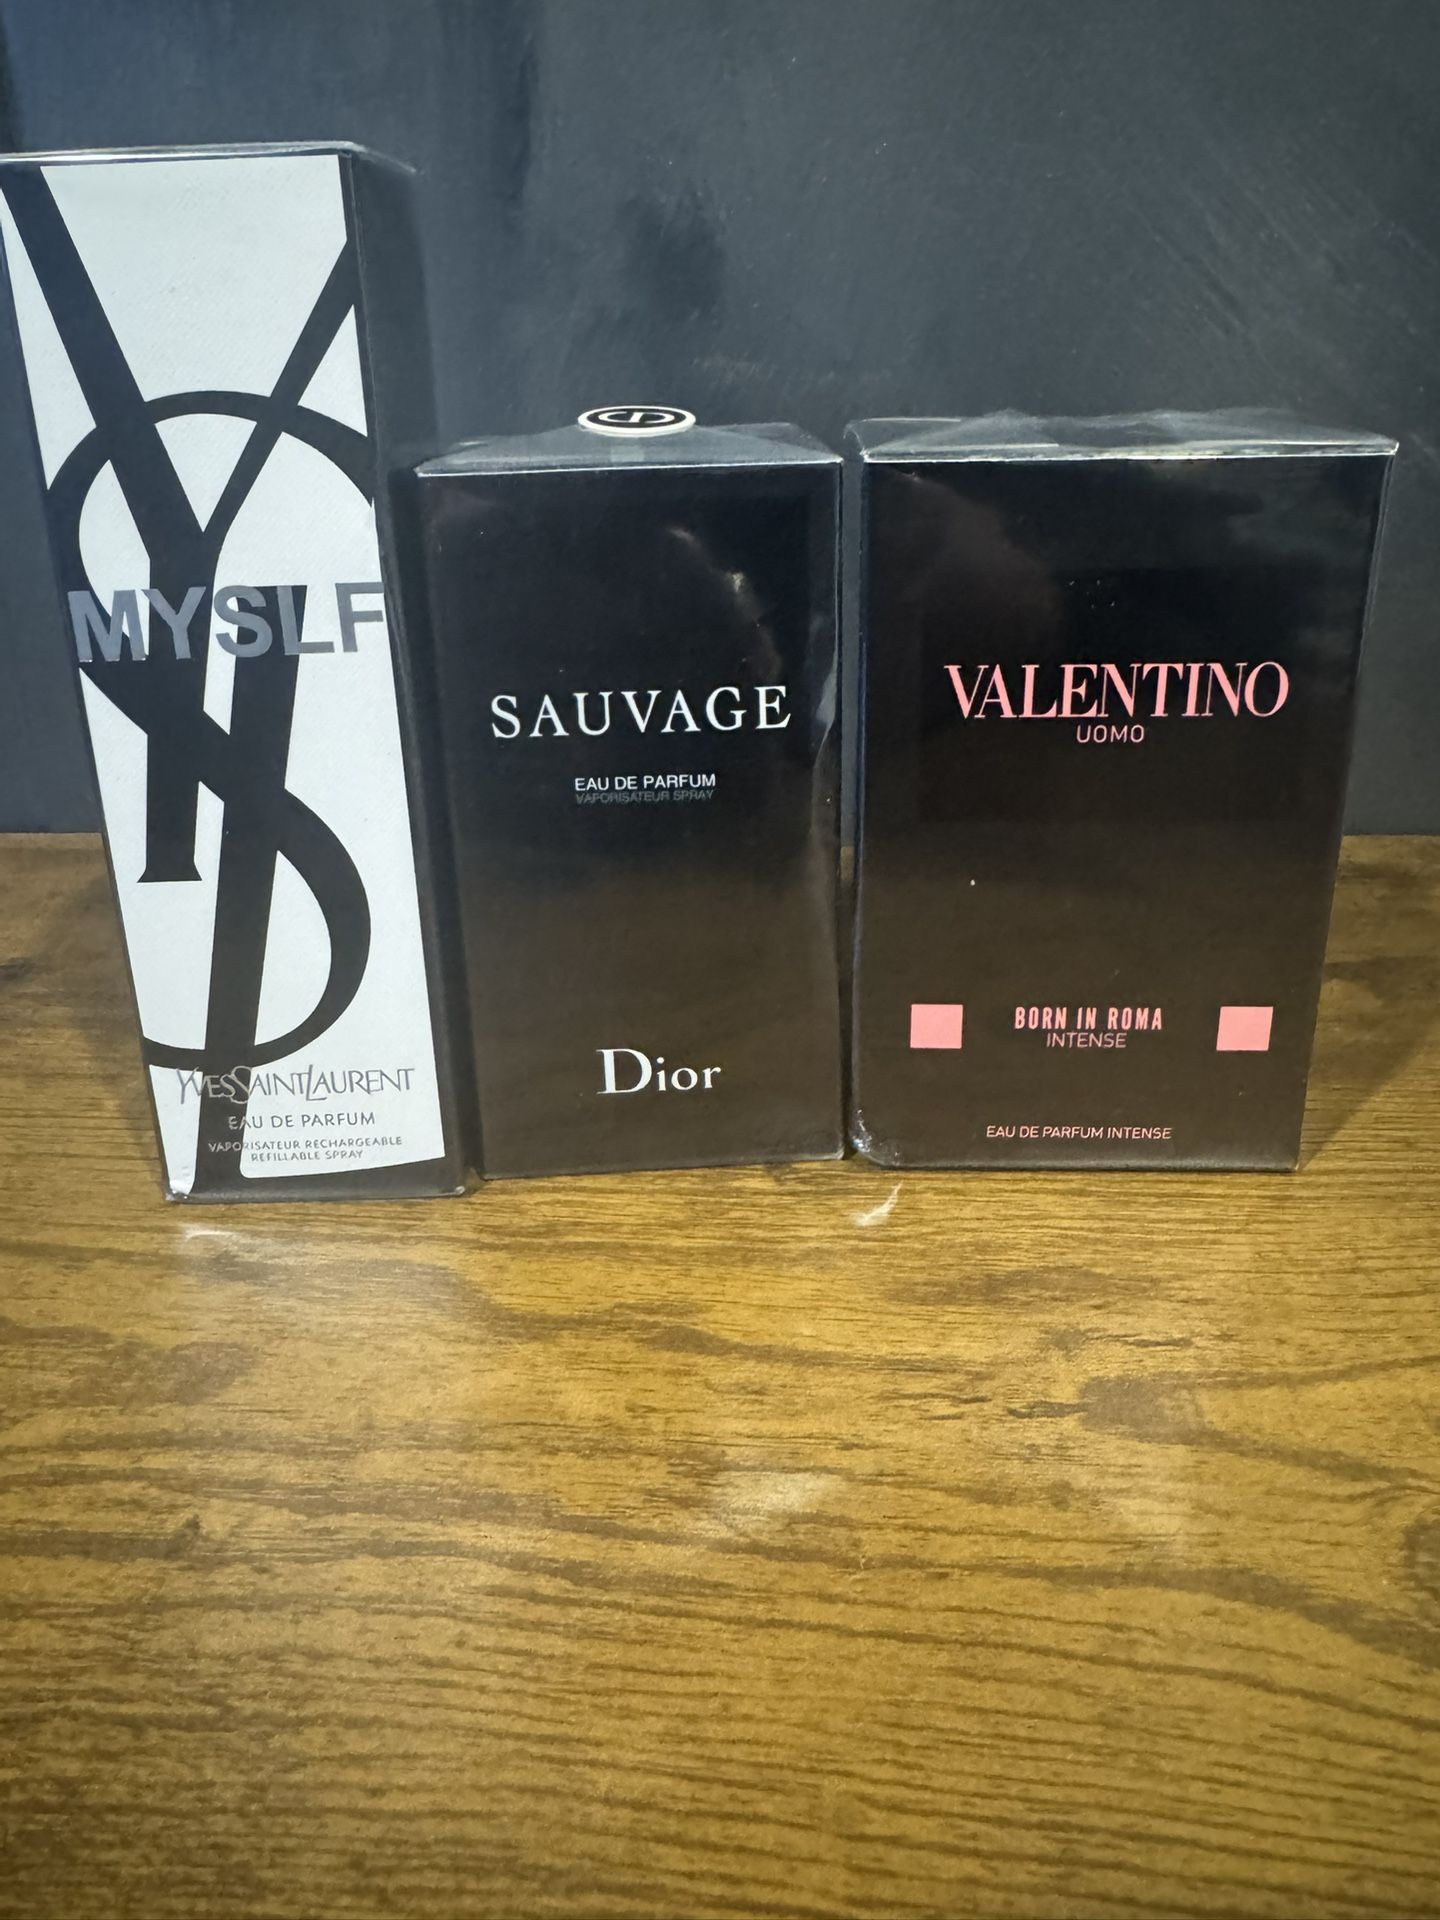 MYSLF
YVESSAINTLAURENT
EAU DE PARFUM
VAPORISATEUR RECHARGEABLE
REFILLABLE SPRAY
SAUVAGE
EAU DE PARFUM
VAPORISATEUR SPRAY
Dior
VALENTINO
UOMO
BORN IN ROMA
INTENSE
EAU DE PARFUM INTENSE